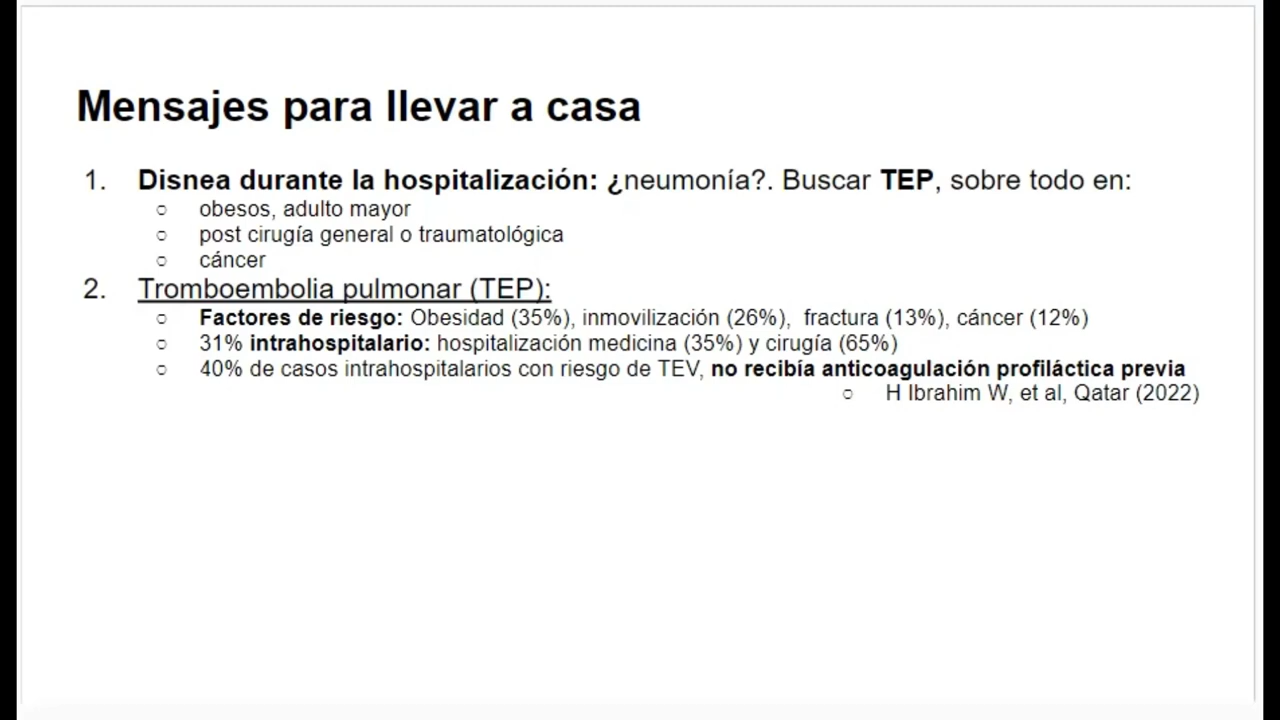 Mensajes para llevar a casa
1. Disnea durante la hospitalización: ¿neumonía?. Buscar TEP, sobre todo en:
○ obesos, adulto mayor
○ post cirugía general o traumatológica
○ cáncer
2. Tromboembolia pulmonar (TEP):
○ Factores de riesgo: Obesidad (35%), inmovilización (26%), fractura (13%), cáncer (12%)
○ 31% intrahospitalario: hospitalización medicina (35%) y cirugía (65%)
○ 40% de casos intrahospitalarios con riesgo de TEV, no recibía anticoagulación profiláctica previa
○ H Ibrahim W, et al, Qatar (2022)